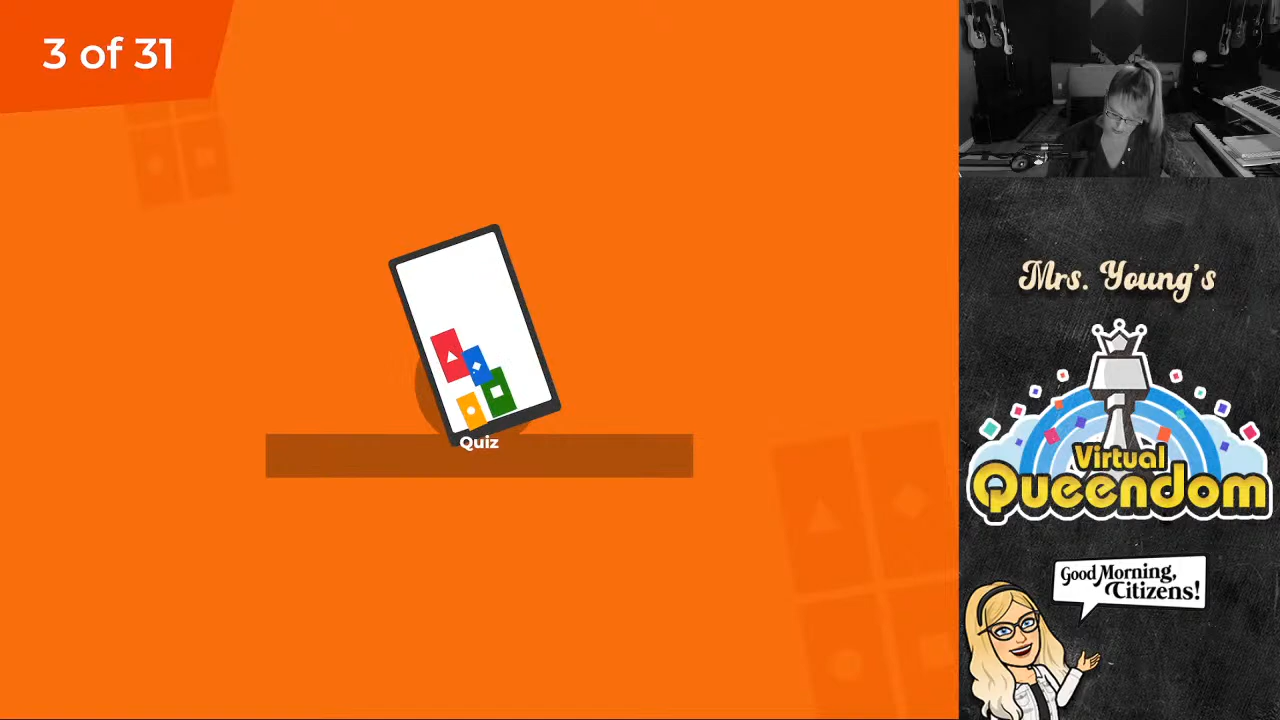 3 of 31
Quiz
Mrs. Young's
Virtual
Queendom
Good Morning,
Citizens!